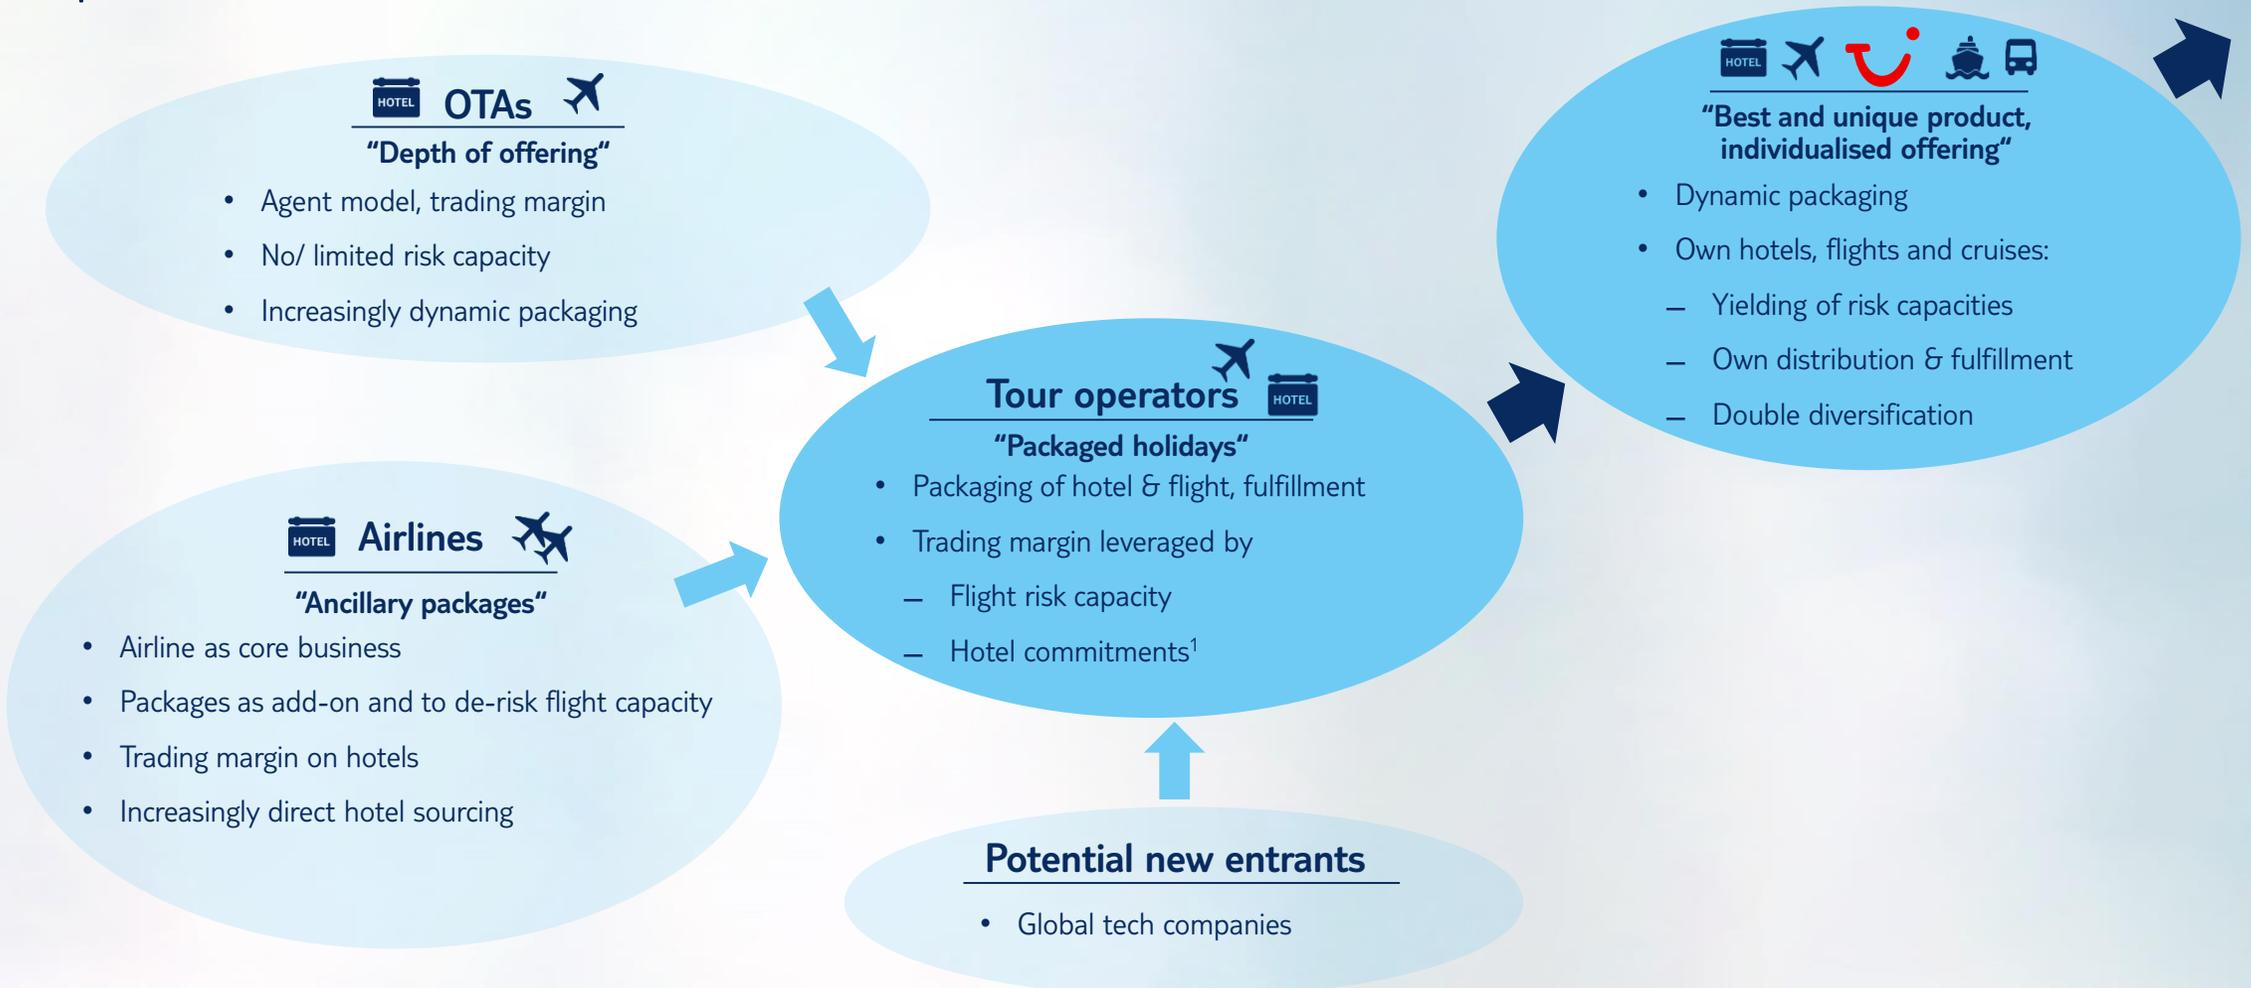 HOTEL OTAs
“Depth of offering“
• Agent model, trading margin
• No/ limited risk capacity
• Increasingly dynamic packaging
HOTEL Airlines
“Ancillary packages“
• Airline as core business
• Packages as add-on and to de-risk flight capacity
• Trading margin on hotels
• Increasingly direct hotel sourcing
Tour operators HOTEL
“Packaged holidays“
• Packaging of hotel & flight, fulfillment
• Trading margin leveraged by
– Flight risk capacity
– Hotel commitments¹
Potential new entrants
• Global tech companies
HOTEL
“Best and unique product,
individualised offering“
• Dynamic packaging
• Own hotels, flights and cruises:
– Yielding of risk capacities
– Own distribution & fulfillment
– Double diversification